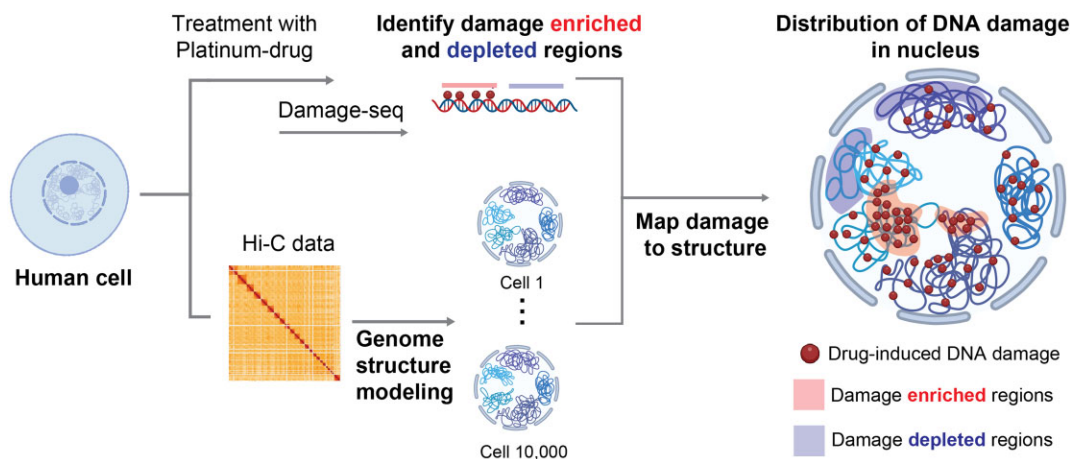 Treatment with
Platinum-drug
Identify damage enriched
and depleted regions
Damage-seq
Human cell
Hi-C data
Genome
structure
modeling
Cell 1
Cell 10,000
Map damage
to structure
Distribution of DNA damage
in nucleus
Drug-induced DNA damage
Damage enriched regions
Damage depleted regions